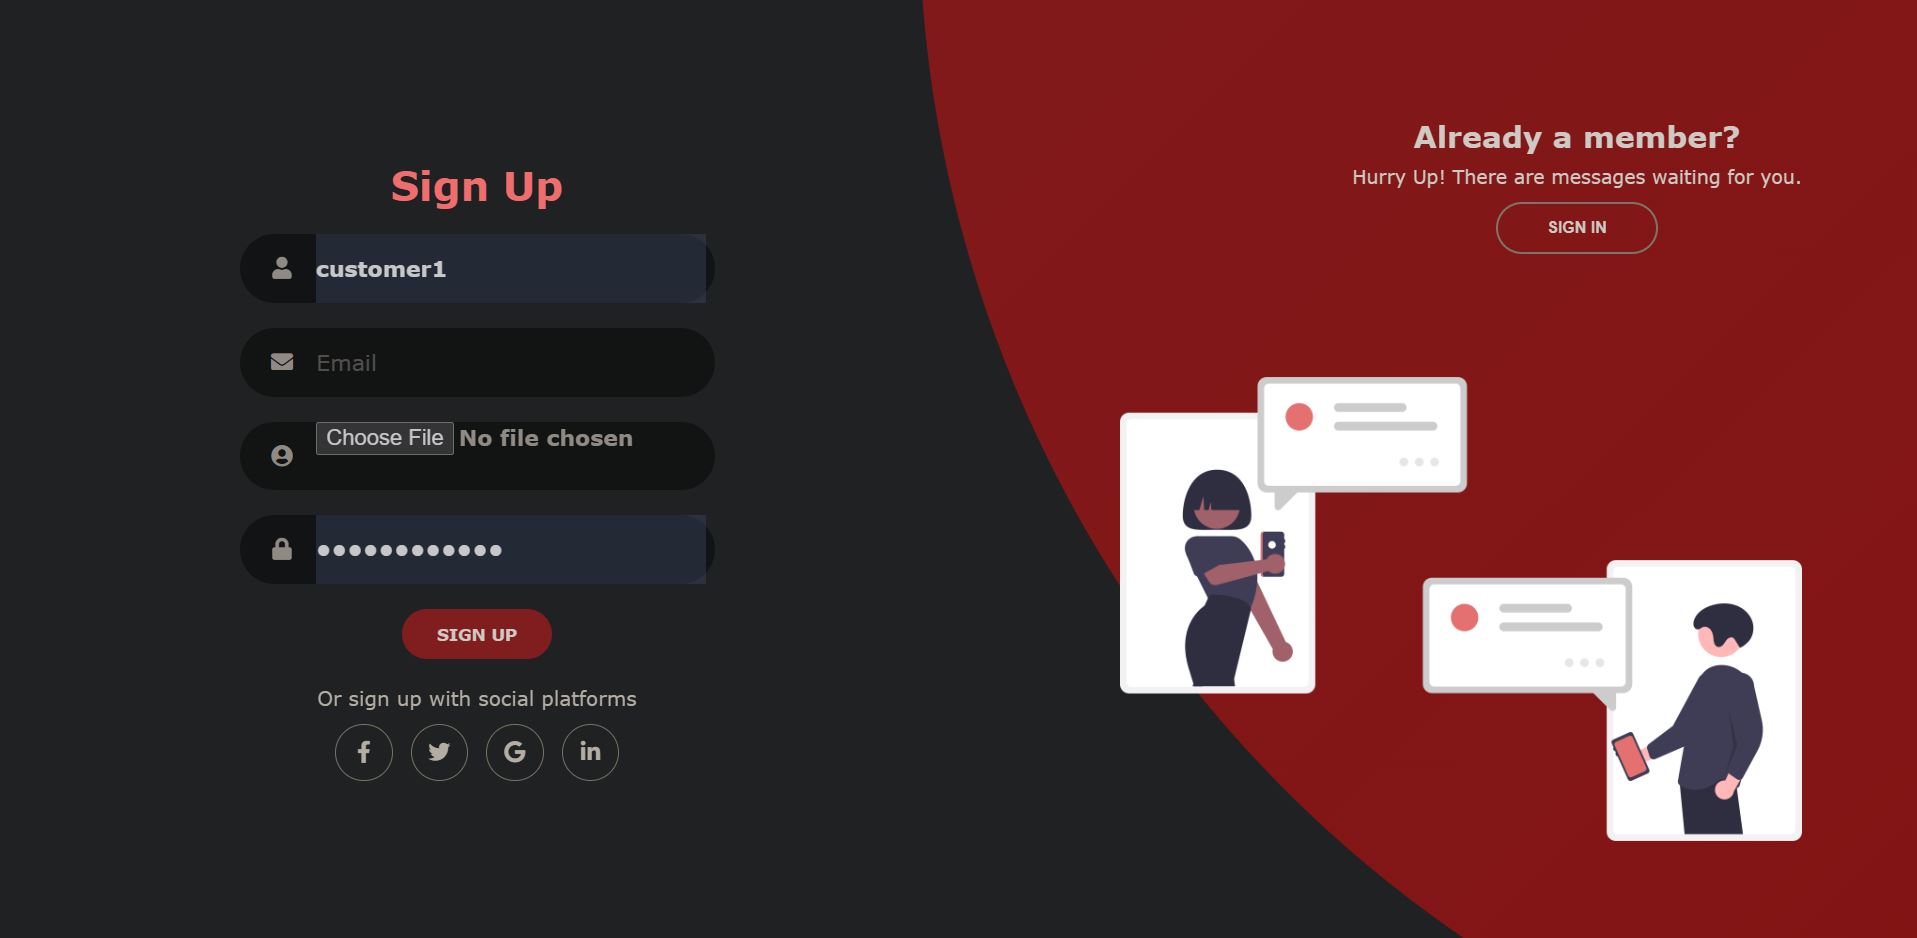 Sign Up
customer1
Email
Choose File No file chosen
••••••••••••
SIGN UP
Or sign up with social platforms
Already a member?
Hurry Up! There are messages waiting for you.
SIGN IN